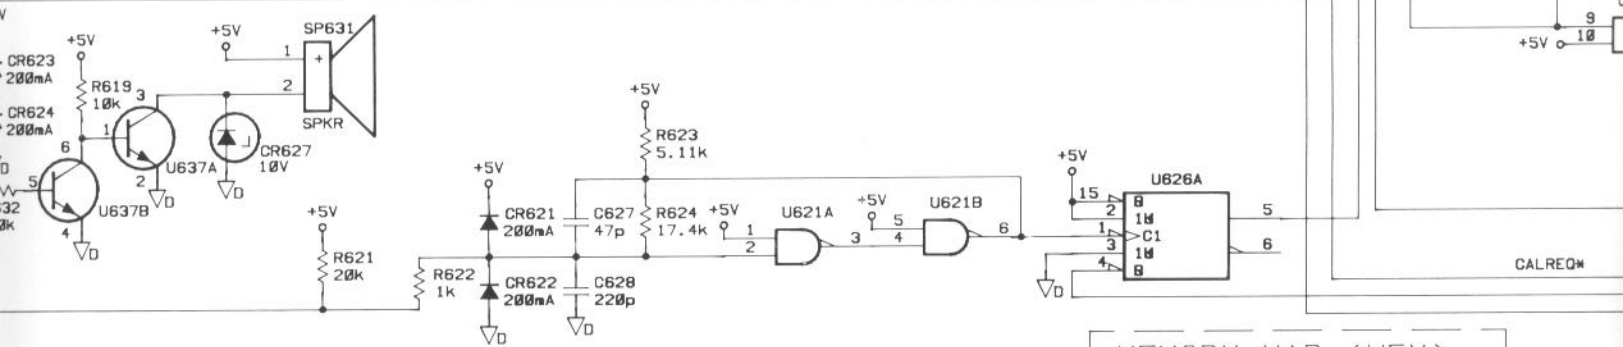 +5V
CR623
200mA
R619
10k
CR624
200mA
3
1
6
U637A
2
5
U637B
4
D
D
+5V
SP631
1
+
2
SPKR
CR627
10V
D
+5V
R621
20k
R622
1k
+5V
CR621
200mA
CR622
200mA
D
C627
47p
C628
220p
D
+5V
R623
5.11k
R624
17.4k
+5V
U621A
1
2
3
+5V
U621B
5
4
6
+5V
U626A
15
2
1
3
4
C1
5
6
D
CALREQ*
9
+5V
10